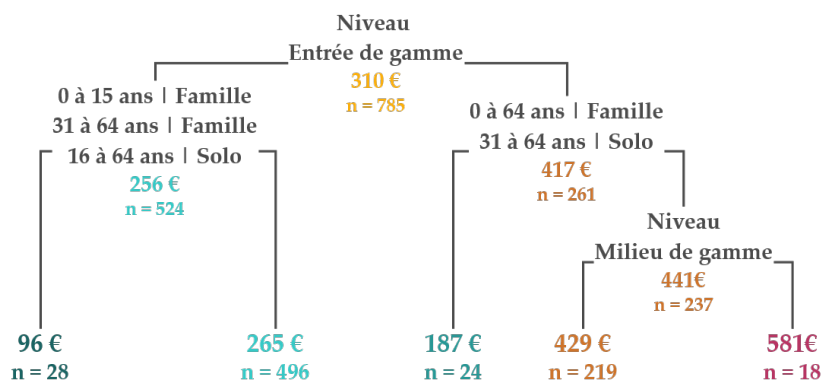 Niveau
Entrée de gamme
310 €
n = 785
0 à 15 ans | Famille
31 à 64 ans | Famille
16 à 64 ans | Solo
256 €
n = 524
0 à 64 ans | Famille
31 à 64 ans | Solo
417 €
n = 261
Niveau
Milieu de gamme
441€
n = 237
96 €
n = 28
265 €
n = 496
187 €
n = 24
429 €
n = 219
581€
n = 18